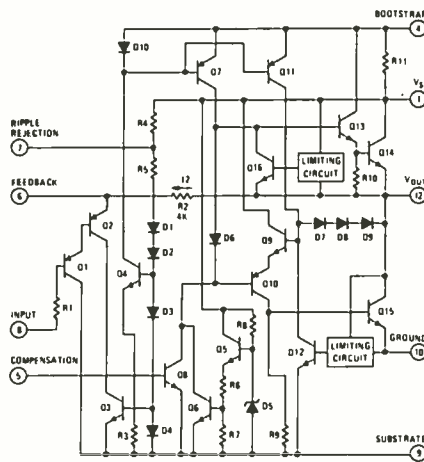 BOOTSTRAP
4
D10
Q7
Q11
R11
R4
VS
1
RIPPLE
REJECTION
7
Q13
Q14
R5
Q16
LIMITING
CIRCUIT
R10
FEEDBACK
6
I2
R2
4K
VOUT
12
Q2
D1
D2
D6
Q9
D7
D8
D9
Q1
Q4
Q10
D3
R1
Q15
INPUT
8
R8
GROUND
10
COMPENSATION
5
Q8
Q5
D12
LIMITING
CIRCUIT
R6
Q3
Q6
D5
R3
D4
R7
R9
SUBSTRATE
9